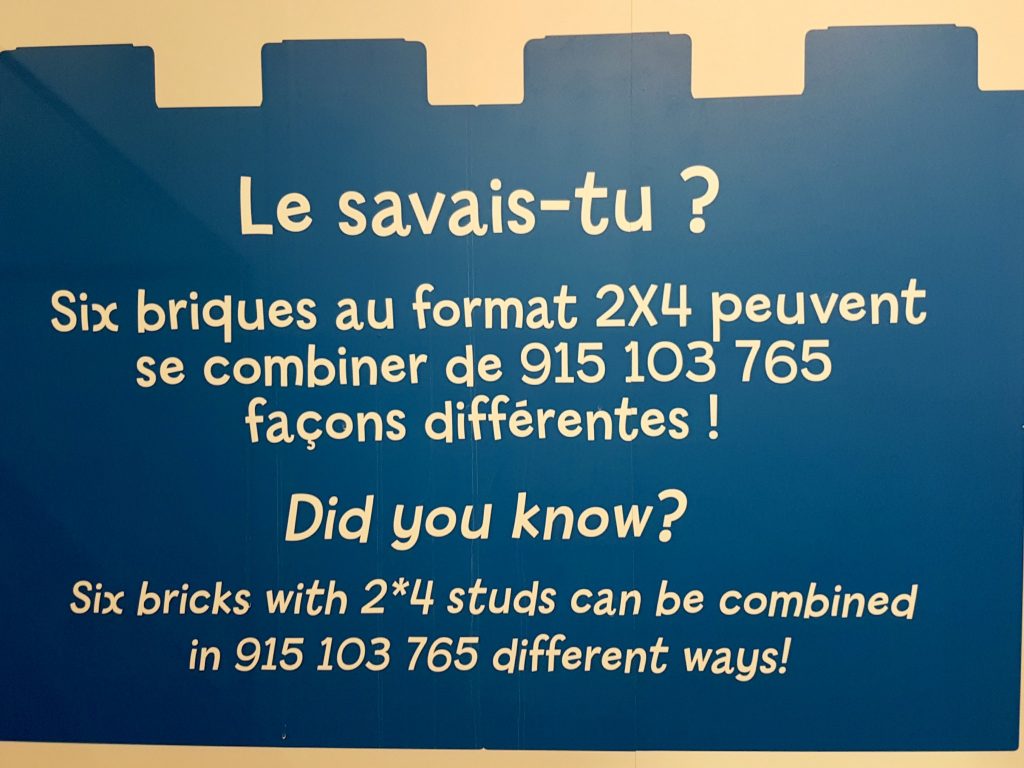 Le savais-tu ?
Six briques au format 2X4 peuvent
se combiner de 915 103 765
façons différentes !
Did you know?
Six bricks with 2*4 studs can be combined
in 915 103 765 different ways!